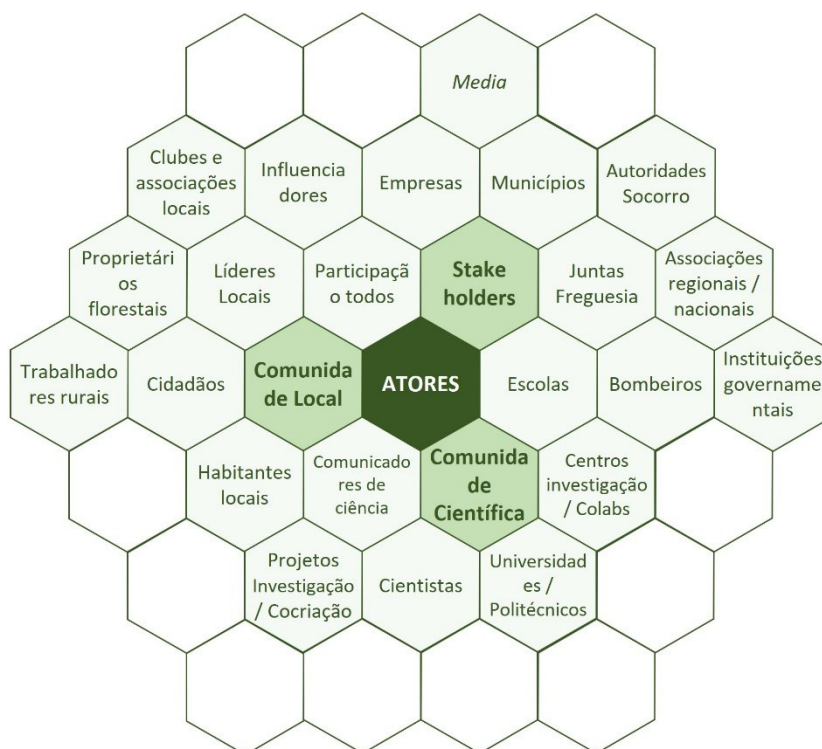 Media
Clubes e
associações
locais
Influencia
dores
Empresas
Municípios
Autoridades
Socorro
Proprietári
os
florestais
Líderes
Locais
Participaçã
o todos
Stake
holders
Juntas
Freguesia
Associações
regionais /
nacionais
Trabalhado
res rurais
Cidadãos
Comunida
de Local
ATORES
Escolas
Bombeiros
Instituições
govername
ntais
Habitantes
locais
Comunicado
res de
ciência
Comunida
de
Científica
Centros
investigação
/ Colabs
Projetos
Investigação
/ Cocriação
Cientistas
Universidad
es /
Politécnicos